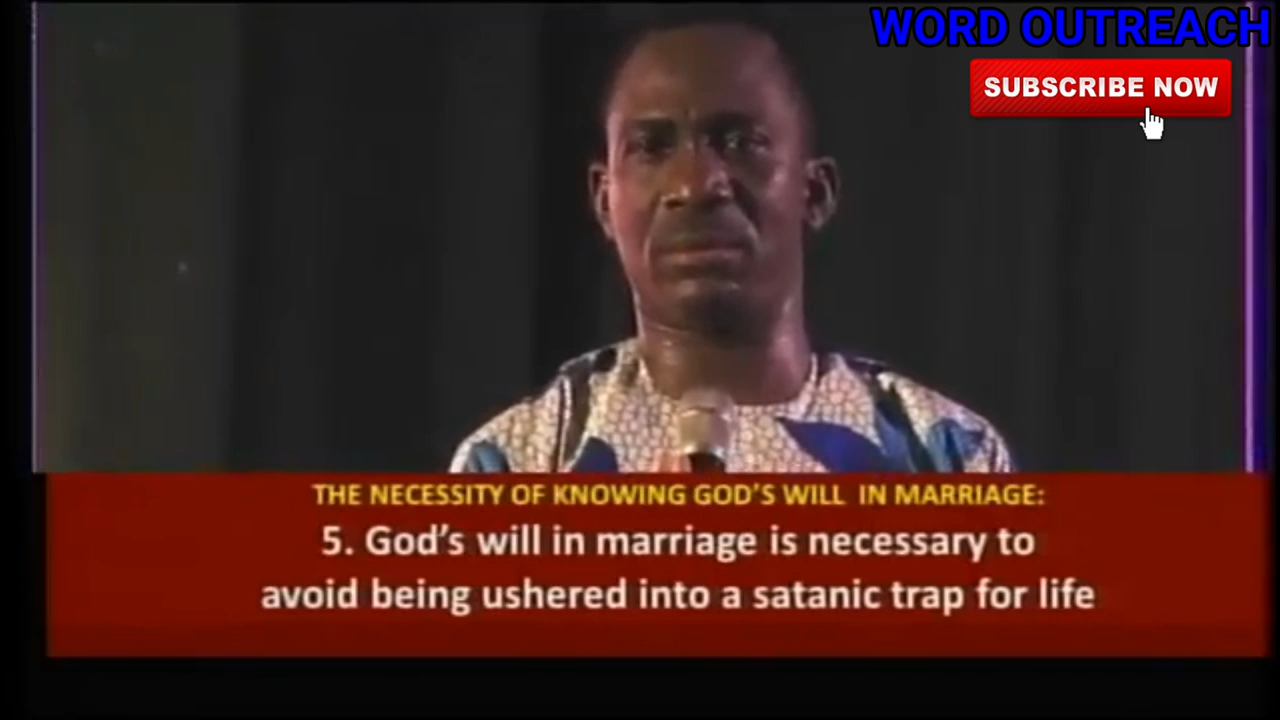 WORD OUTREACH
SUBSCRIBE NOW
THE NECESSITY OF KNOWING GOD'S WILL IN MARRIAGE:
5. God's will in marriage is necessary to
avoid being ushered into a satanic trap for life